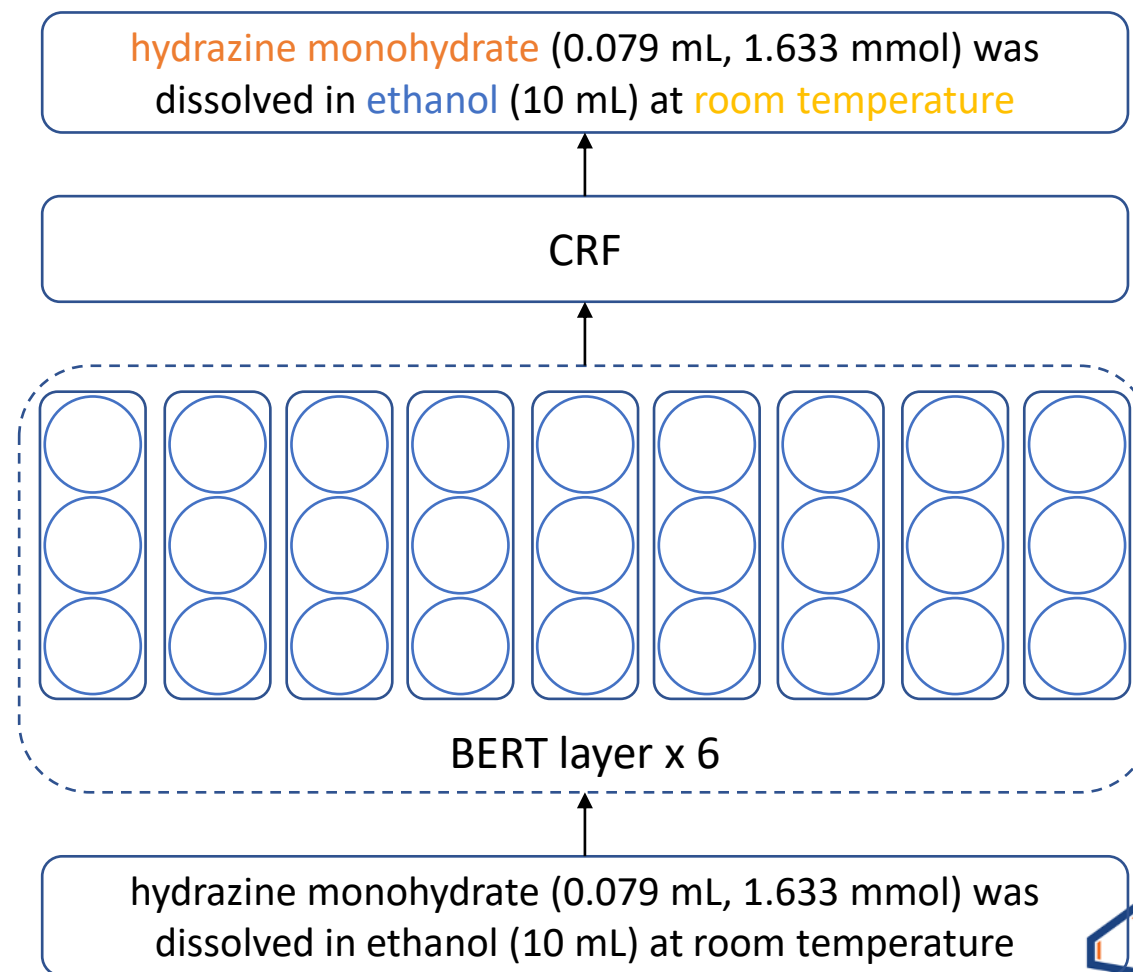 hydrazine monohydrate (0.079 mL, 1.633 mmol) was
dissolved in ethanol (10 mL) at room temperature
CRF
BERT layer x 6
hydrazine monohydrate (0.079 mL, 1.633 mmol) was
dissolved in ethanol (10 mL) at room temperature